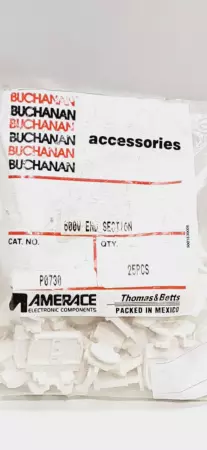 BUCHANAN
BUCHANAN
BUCHANAN
BUCHANAN
BUCHANAN
BUCHANAN
accessories
600V END SECTION
CAT. NO.
QTY.
P0730
25PCS
AMERACE
ELECTRONIC COMPONENTS
Thomas&Betts
PACKED IN MEXICO